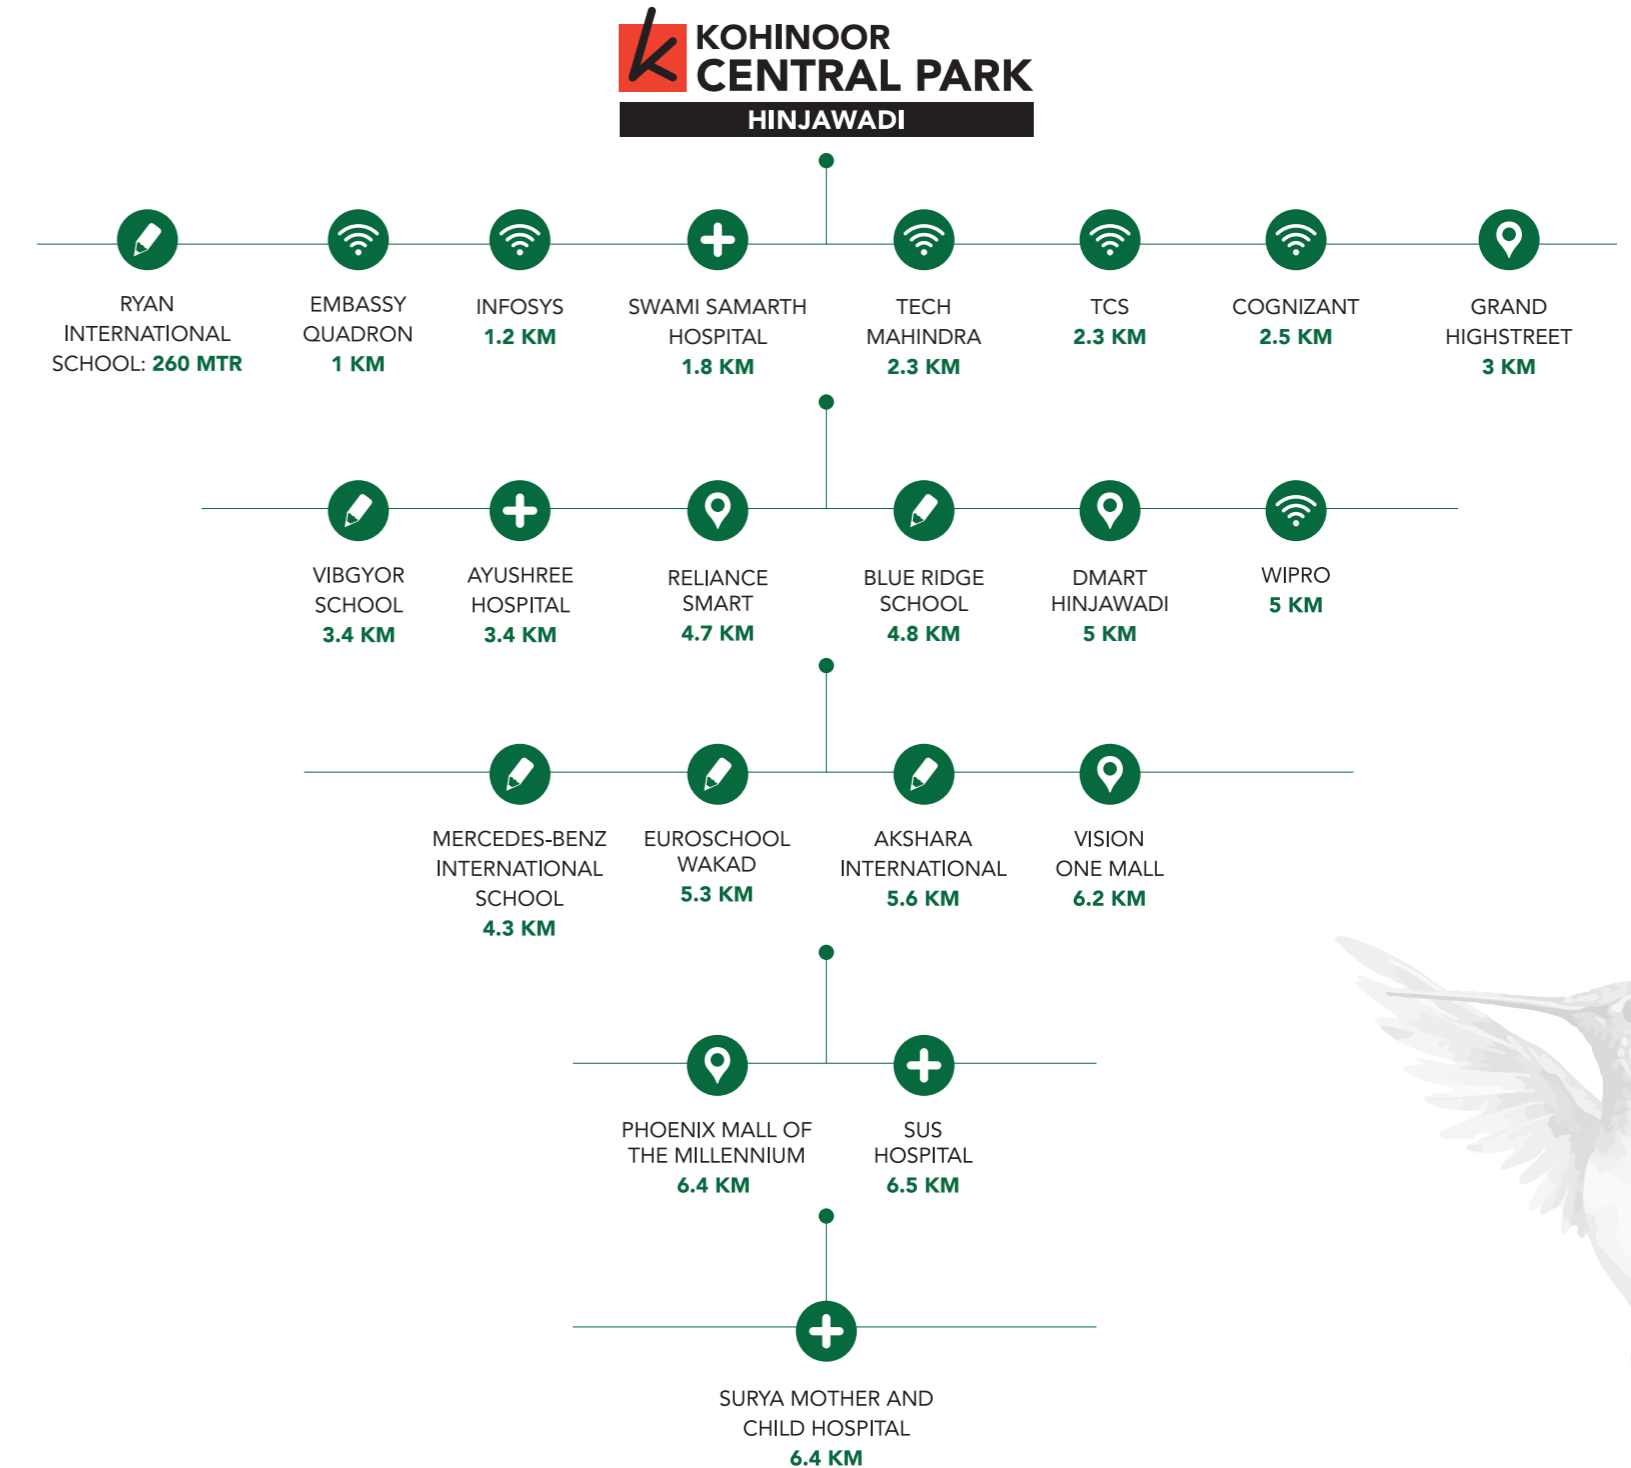 KOHINOOR
CENTRAL PARK
HINJAWADI
RYAN
INTERNATIONAL
SCHOOL: 260 MTR
EMBASSY
QUADRON
1 KM
INFOSYS
1.2 KM
SWAMI SAMARTH
HOSPITAL
1.8 KM
TECH
MAHINDRA
2.3 KM
TCS
2.3 KM
COGNIZANT
2.5 KM
GRAND
HIGHSTREET
3 KM
VIBGYOR
SCHOOL
3.4 KM
AYUSHREE
HOSPITAL
3.4 KM
RELIANCE
SMART
4.7 KM
BLUE RIDGE
SCHOOL
4.8 KM
DMART
HINJAWADI
5 KM
WIPRO
5 KM
MERCEDES-BENZ
INTERNATIONAL
SCHOOL
4.3 KM
EUROSCHOOL
WAKAD
5.3 KM
AKSHARA
INTERNATIONAL
5.6 KM
VISION
ONE MALL
6.2 KM
PHOENIX MALL OF
THE MILLENNIUM
6.4 KM
SUS
HOSPITAL
6.5 KM
SURYA MOTHER AND
CHILD HOSPITAL
6.4 KM